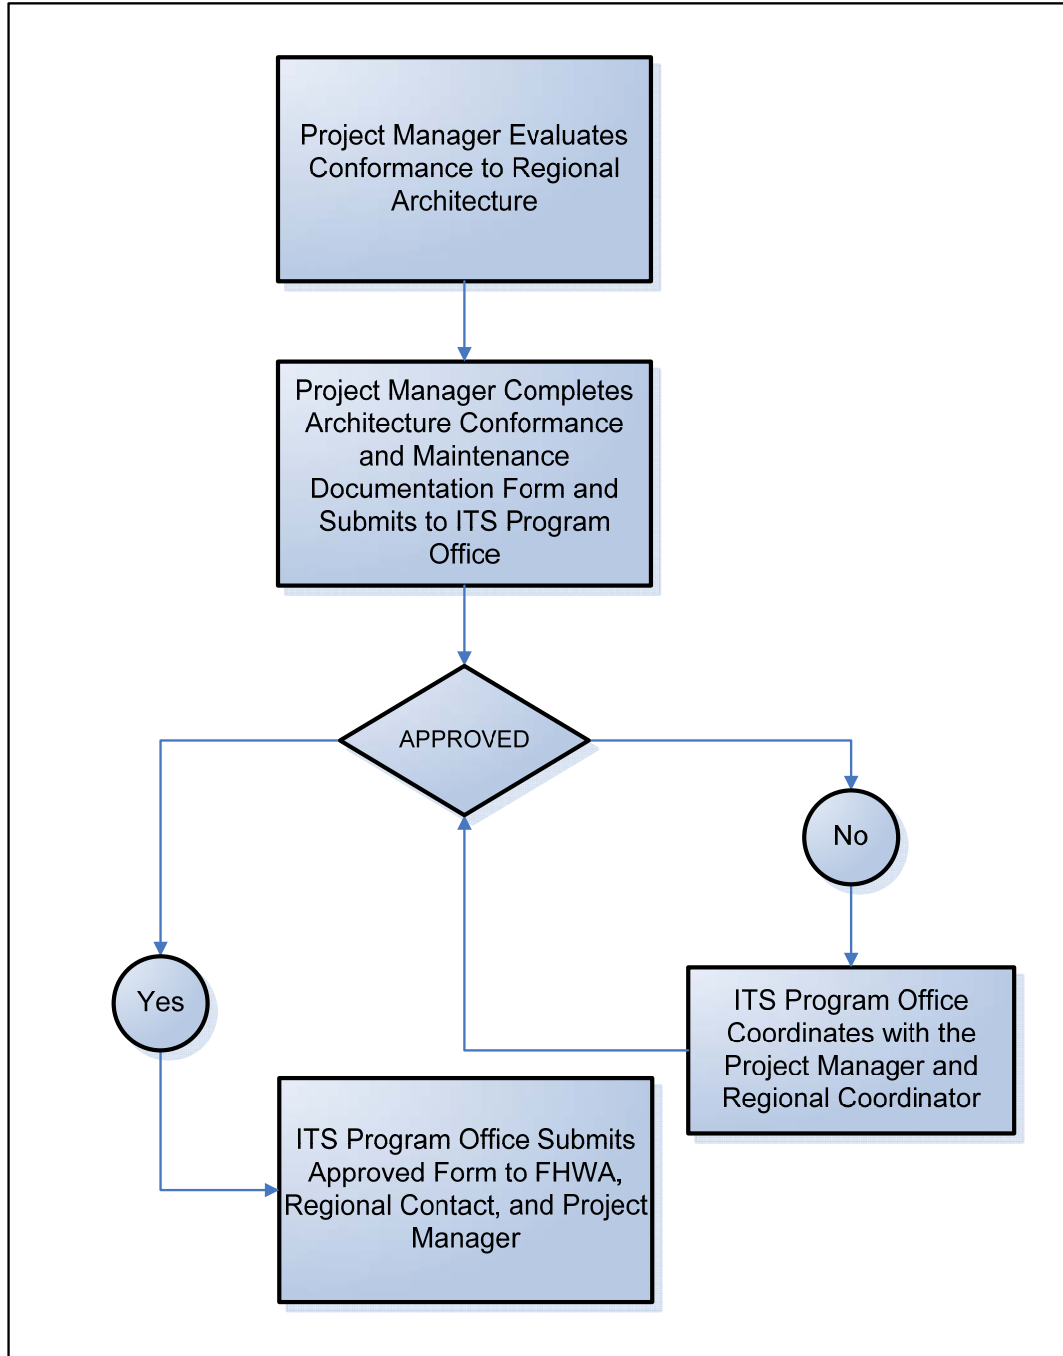 Project Manager Evaluates
Conformance to Regional
Architecture
Project Manager Completes
Architecture Conformance
and Maintenance
Documentation Form and
Submits to ITS Program
Office
APPROVED
No
Yes
ITS Program Office
Coordinates with the
Project Manager and
Regional Coordinator
ITS Program Office Submits
Approved Form to FHWA,
Regional Contact, and Project
Manager